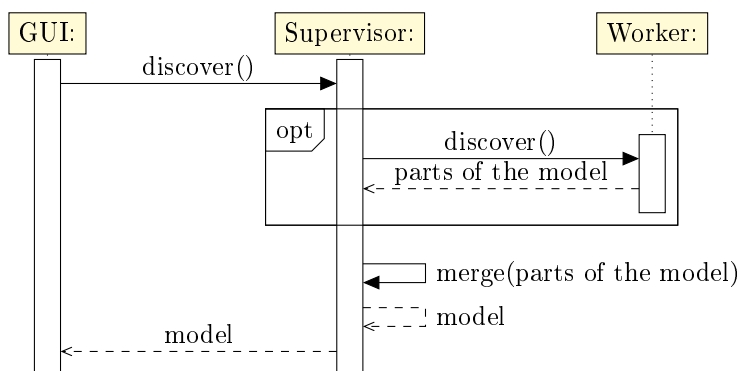 GUI:
Supervisor:
Worker:
discover()
opt
discover()
parts of the model
merge(parts of the model)
model
model